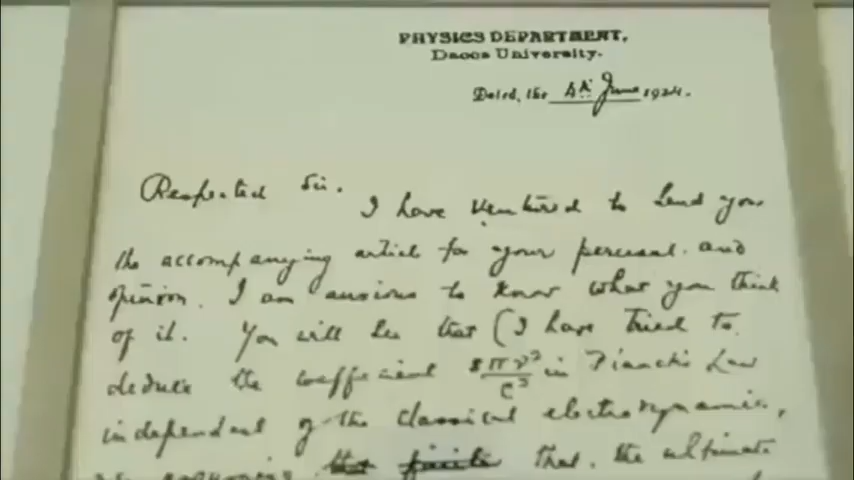 PHYSICS DEPARTMENT,
Dacca University.
Dated, the 4th June 1924.
Respected Sir. I have ventured to send you
the accompanying article for your perusal and
opinion. I am anxious to know what you think
of it. You will see that (I have tried to
deduce the coefficient 8πν²/c³ in Planck's Law
independent of the classical electrodynamics,
that the ultimate